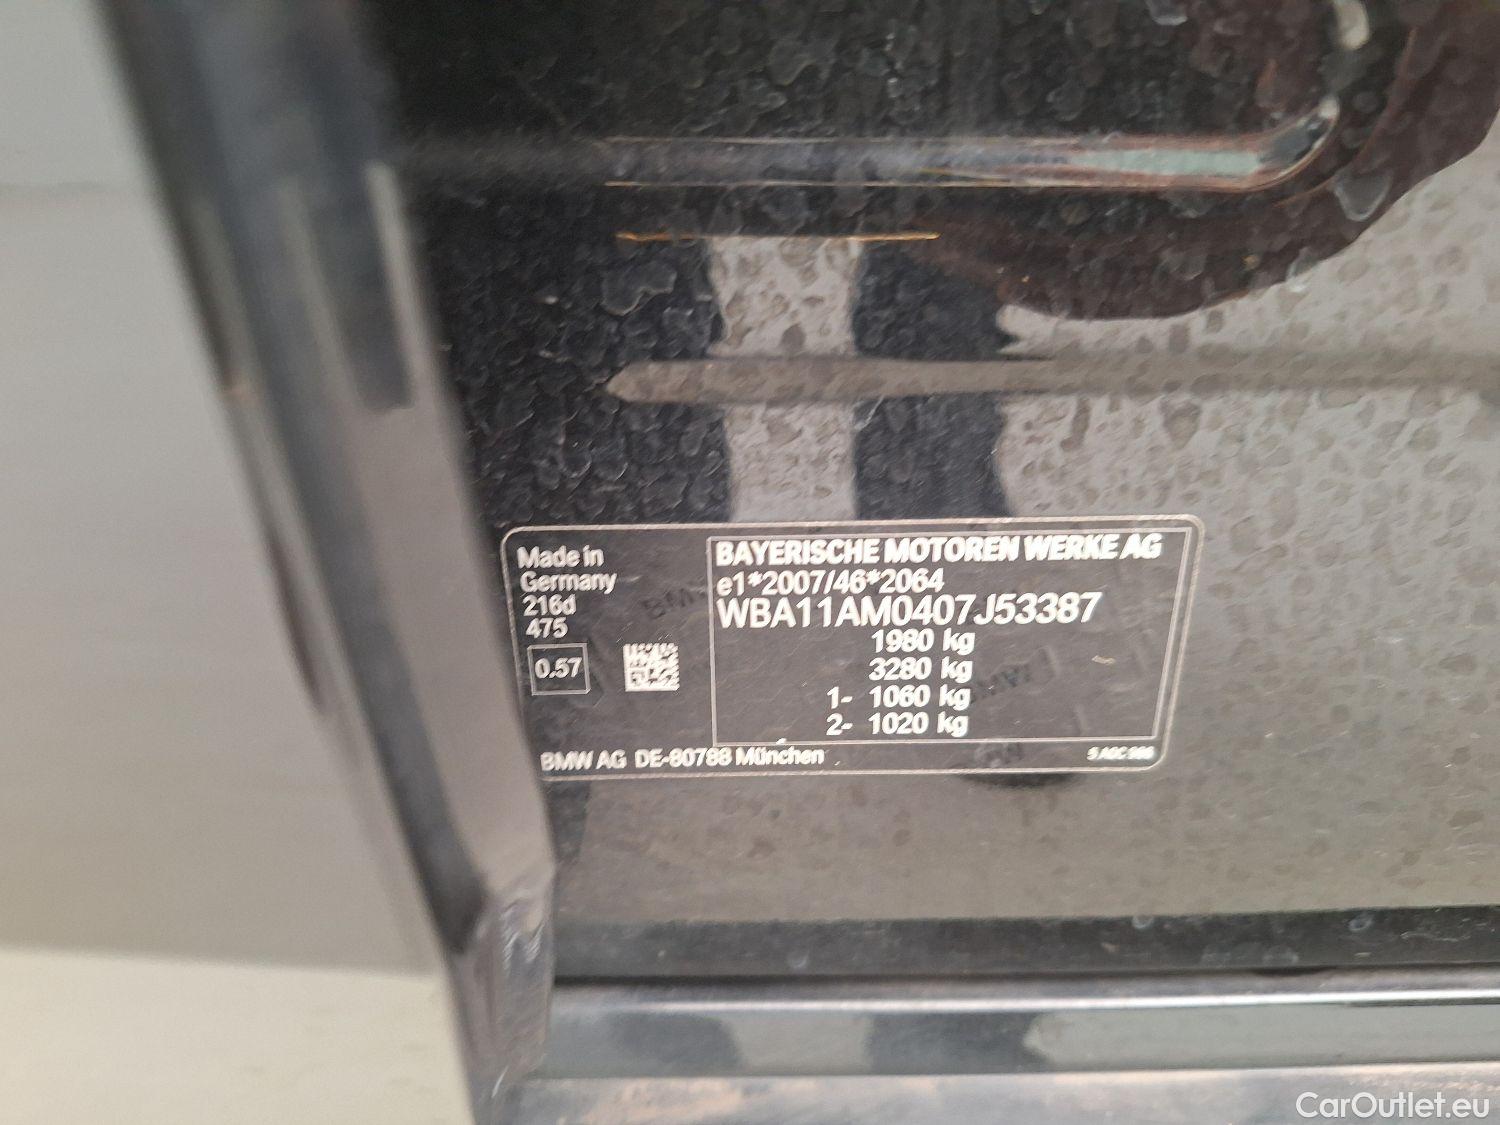 Made in
Germany
216d
475
0.57
BAYERISCHE MOTOREN WERKE AG
e1*2007/46*2064
WBA11AM0407J53387
1980 kg
3280 kg
1- 1060 kg
2- 1020 kg
BMW AG DE-80788 München
CarOutlet.eu